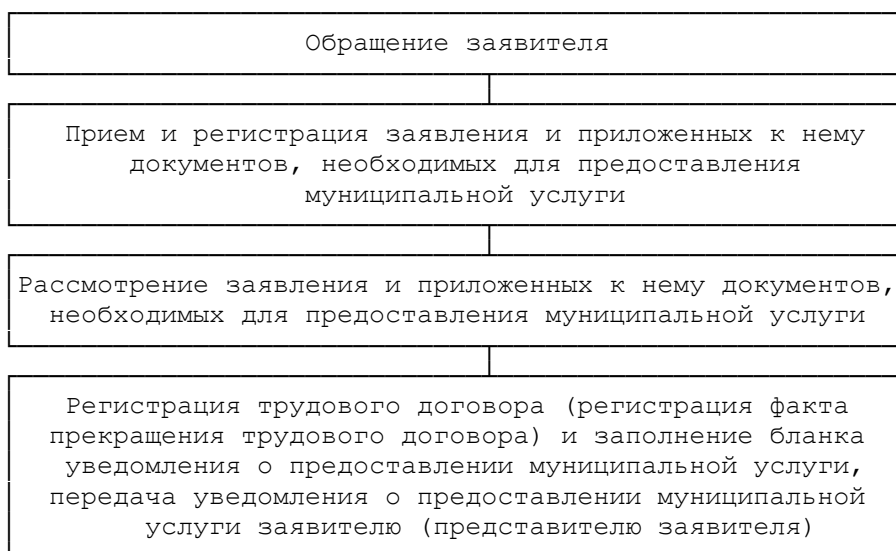 Обращение заявителя
Прием и регистрация заявления и приложенных к нему
документов, необходимых для предоставления
муниципальной услуги
Рассмотрение заявления и приложенных к нему документов,
необходимых для предоставления муниципальной услуги
Регистрация трудового договора (регистрация факта
прекращения трудового договора) и заполнение бланка
уведомления о предоставлении муниципальной услуги,
передача уведомления о предоставлении муниципальной
услуги заявителю (представителю заявителя)